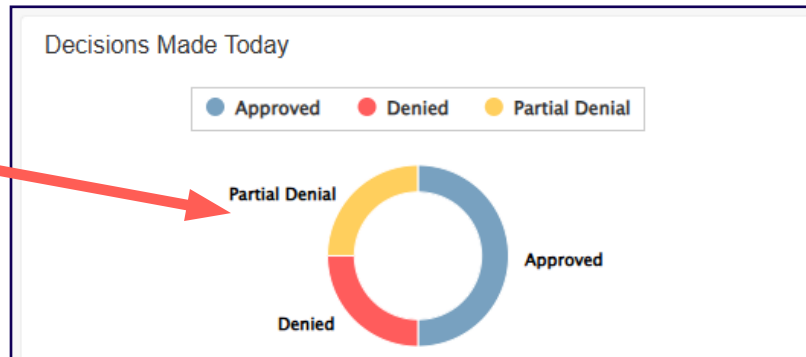 Decisions Made Today
Approved Denied Partial Denial
Partial Denial
Approved
Denied